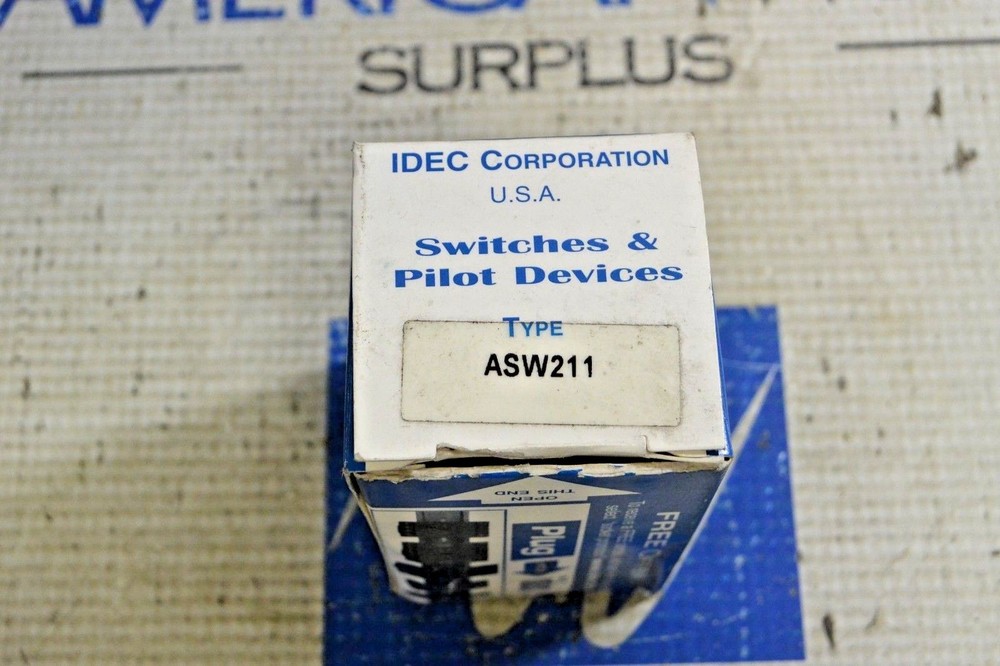 SURPLUS
IDEC CORPORATION
U.S.A.
Switches &
Pilot Devices
TYPE
ASW211
OPEN
THIS END
Plug
FREE